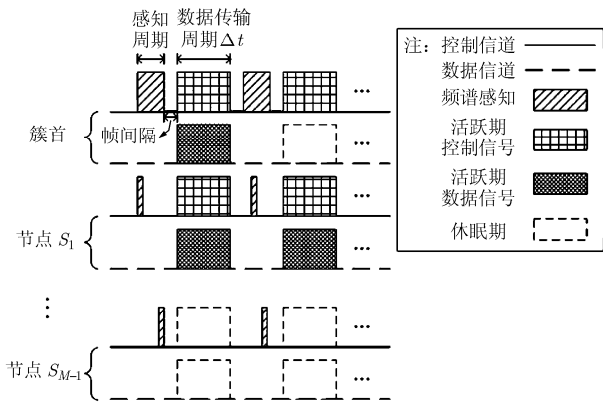 感知
周期
数据传输
周期Δt
...
簇首
帧间隔
...
...
节点 S₁
...
⋮
...
节点 Sₘ₋₁
...
注：控制信道
数据信道
频谱感知
活跃期
控制信号
活跃期
数据信号
休眠期